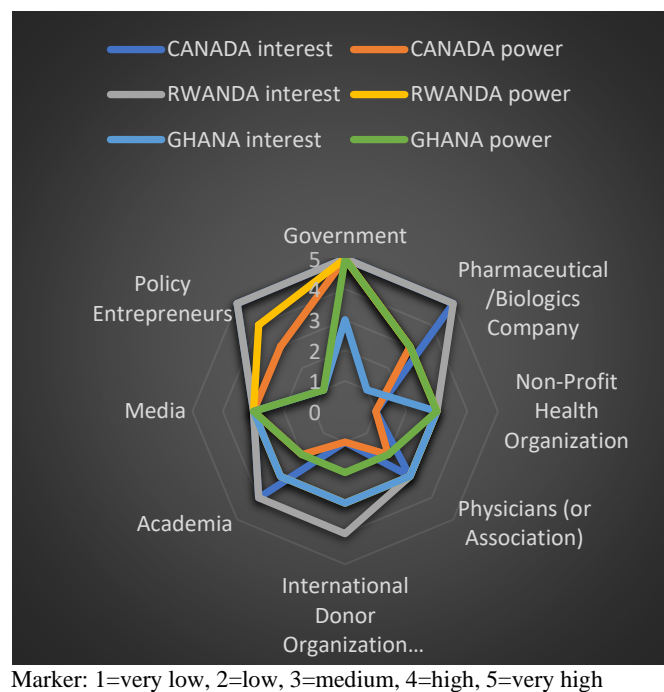 CANADA interest CANADA power
RWANDA interest RWANDA power
GHANA interest GHANA power
Government
Pharmaceutical
/Biologics
Company
Non-Profit
Health
Organization
Physicians (or
Association)
International
Donor
Organization...
Academia
Media
Policy
Entrepreneurs
5
4
3
2
1
0
Marker: 1=very low, 2=low, 3=medium, 4=high, 5=very high